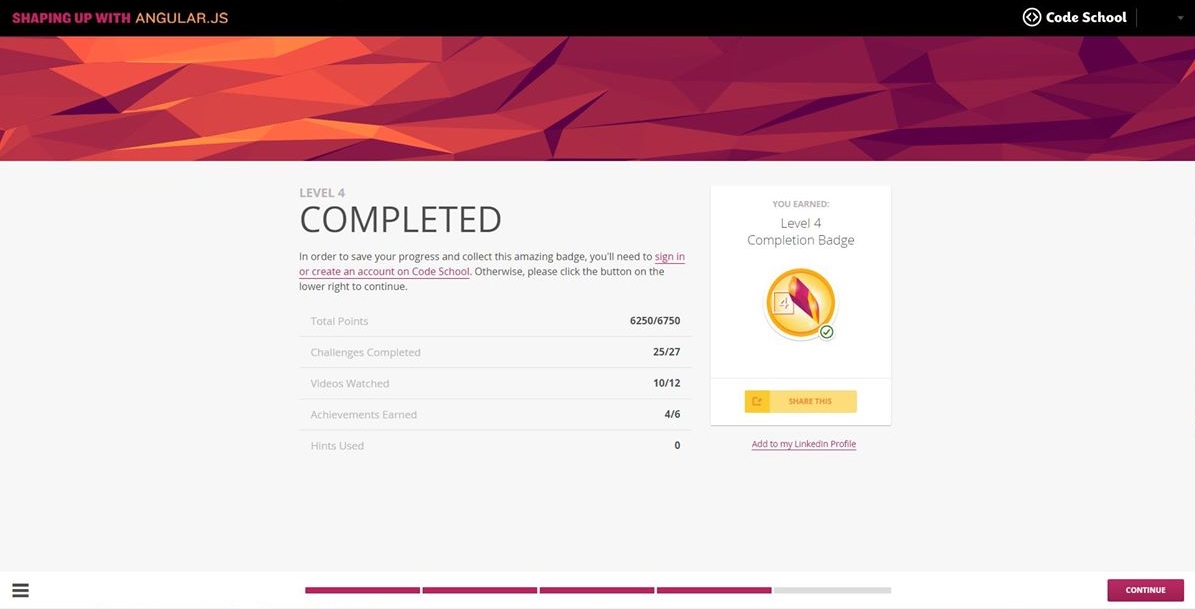 SHAPING UP WITH ANGULAR.JS
Code School
LEVEL 4
COMPLETED
In order to save your progress and collect this amazing badge, you'll need to sign in
or create an account on Code School. Otherwise, please click the button on the
lower right to continue.
Total Points 6250/6750
Challenges Completed 25/27
Videos Watched 10/12
Achievements Earned 4/6
Hints Used 0
YOU EARNED:
Level 4
Completion Badge
4
SHARE THIS
Add to my LinkedIn Profile
CONTINUE